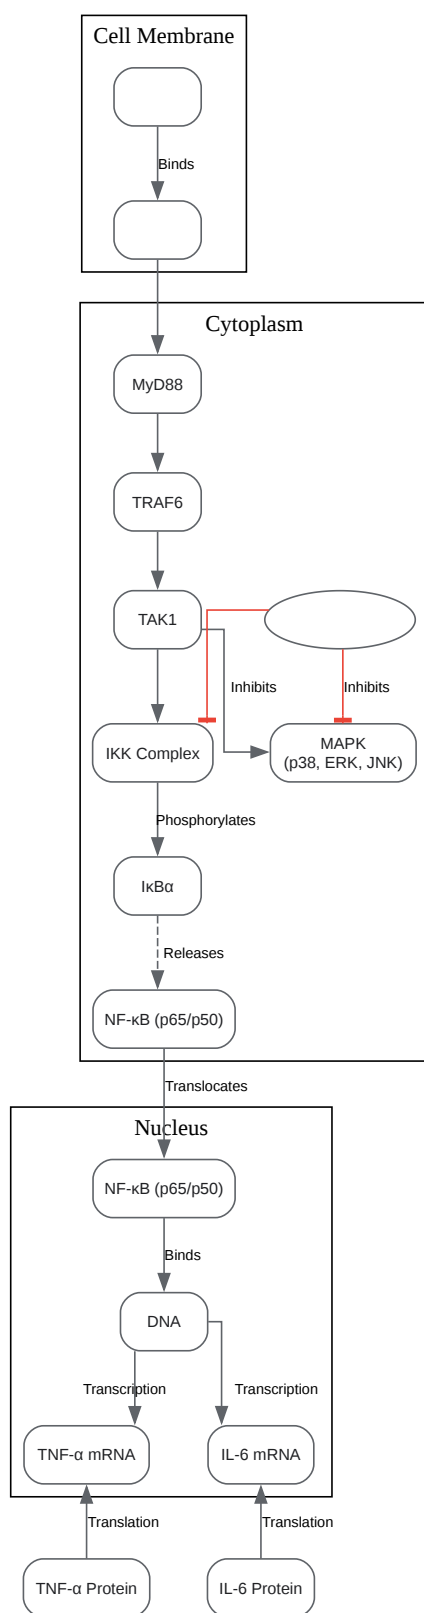 Cell Membrane
Binds
Cytoplasm
MyD88
TRAF6
TAK1
Inhibits
Inhibits
IKK Complex
MAPK
(p38, ERK, JNK)
Phosphorylates
IκBα
Releases
NF-κB (p65/p50)
Translocates
Nucleus
NF-κB (p65/p50)
Binds
DNA
Transcription
Transcription
TNF-α mRNA
IL-6 mRNA
Translation
Translation
TNF-α Protein
IL-6 Protein